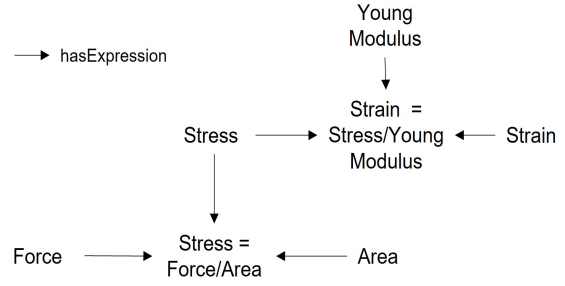 Young
Modulus
hasExpression
Strain =
Stress Stress/Young Strain
Modulus
Stress =
Force Force/Area Area